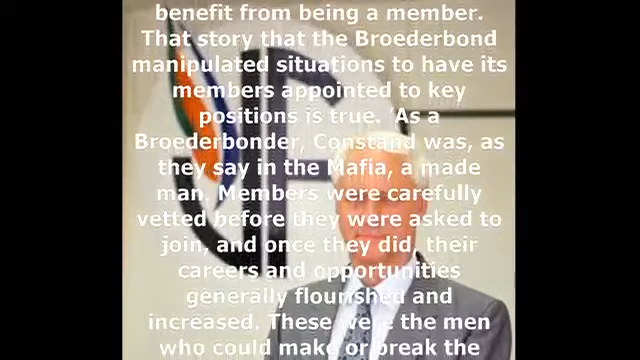 benefit from being a member.
That story that the Broederbond
manipulated situations to have its
members appointed to key
positions is true. 'As a
Broederbonder, Constand was, as
they say in the Mafia, a made
man. Members were carefully
vetted before they were asked to
join, and once they did, their
careers and opportunities
generally flourished and
increased. These were the men
who could make or break the